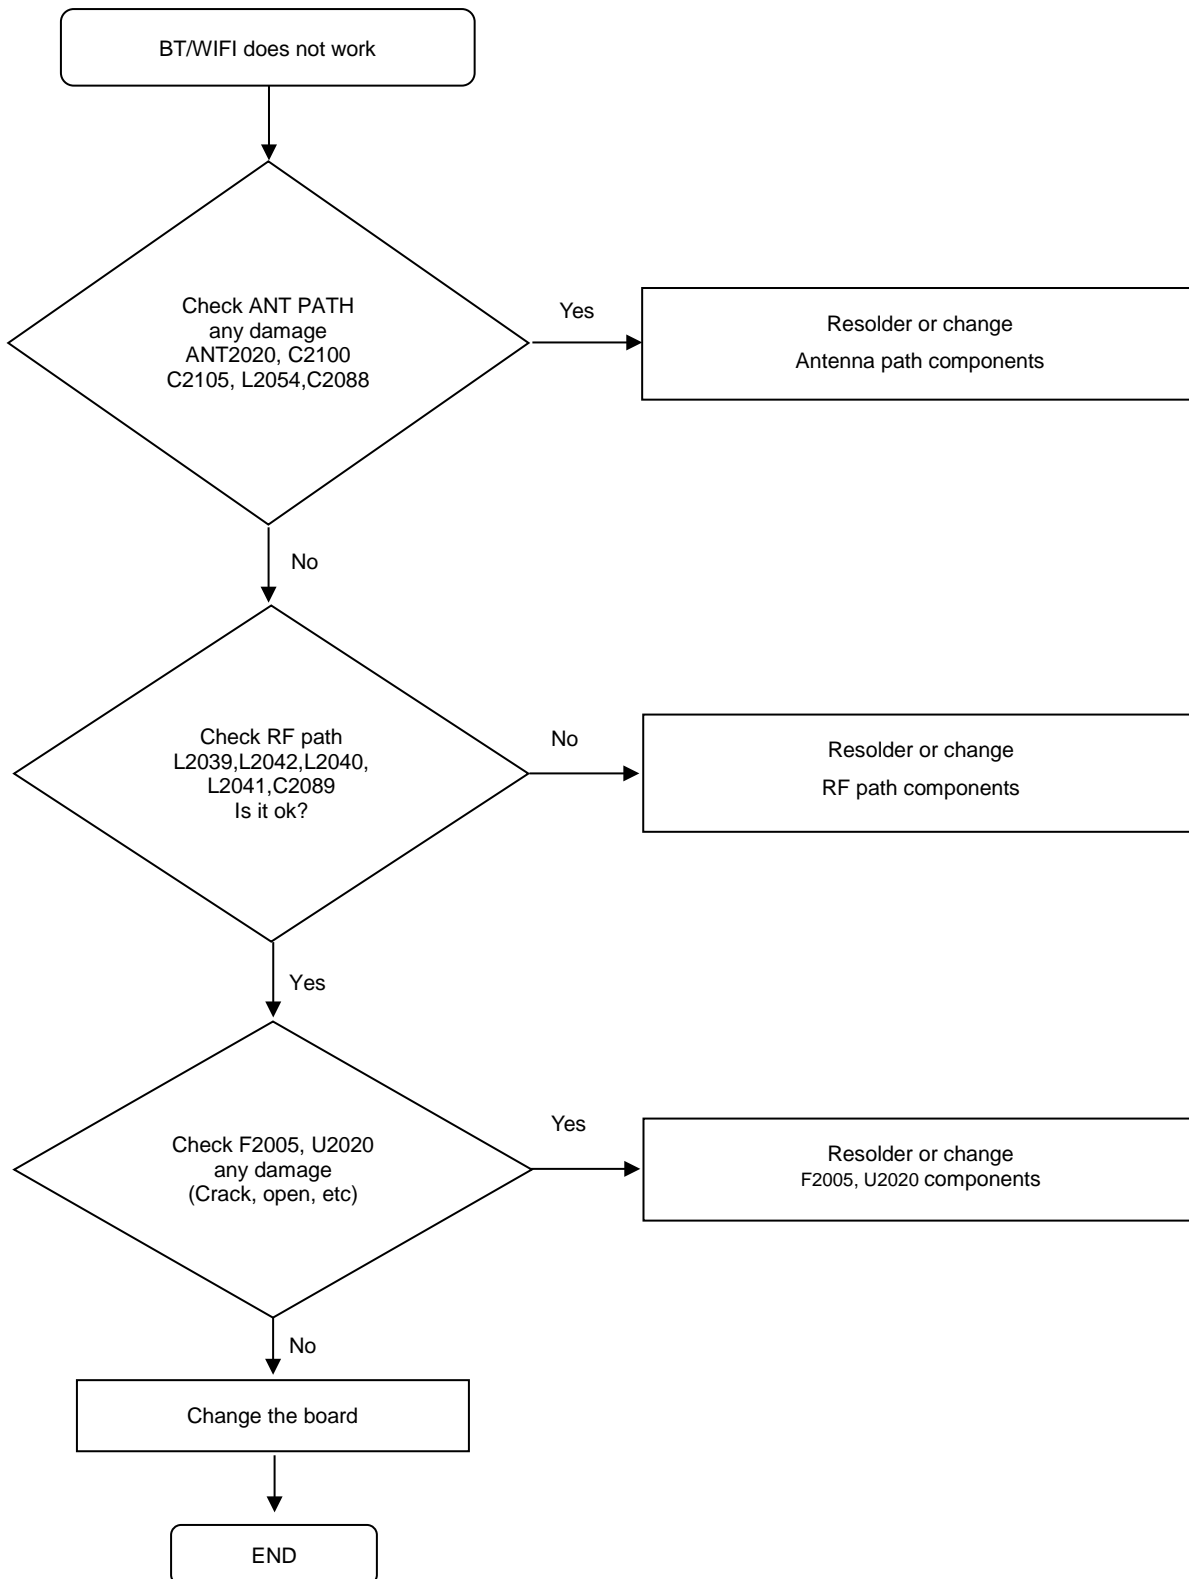 BT/WIFI does not work
Check ANT PATH
any damage
ANT2020, C2100
C2105, L2054,C2088
Yes
Resolder or change
Antenna path components
No
Check RF path
L2039,L2042,L2040,
L2041,C2089
Is it ok?
No
Resolder or change
RF path components
Yes
Check F2005, U2020
any damage
(Crack, open, etc)
Yes
Resolder or change
F2005, U2020 components
No
Change the board
END